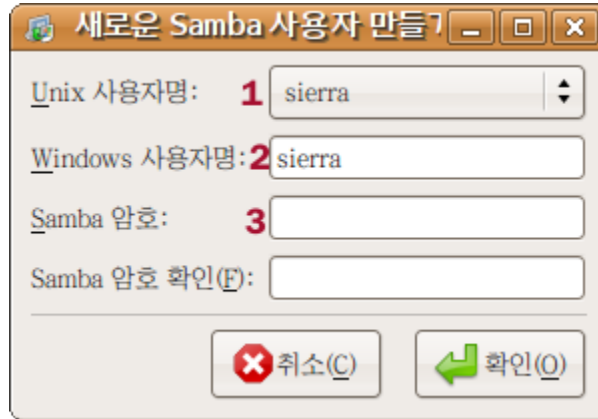 새로운 Samba 사용자 만들기
Unix 사용자명: 1 sierra
Windows 사용자명: 2 sierra
Samba 암호: 3
Samba 암호 확인(F):
취소(C) 확인(O)